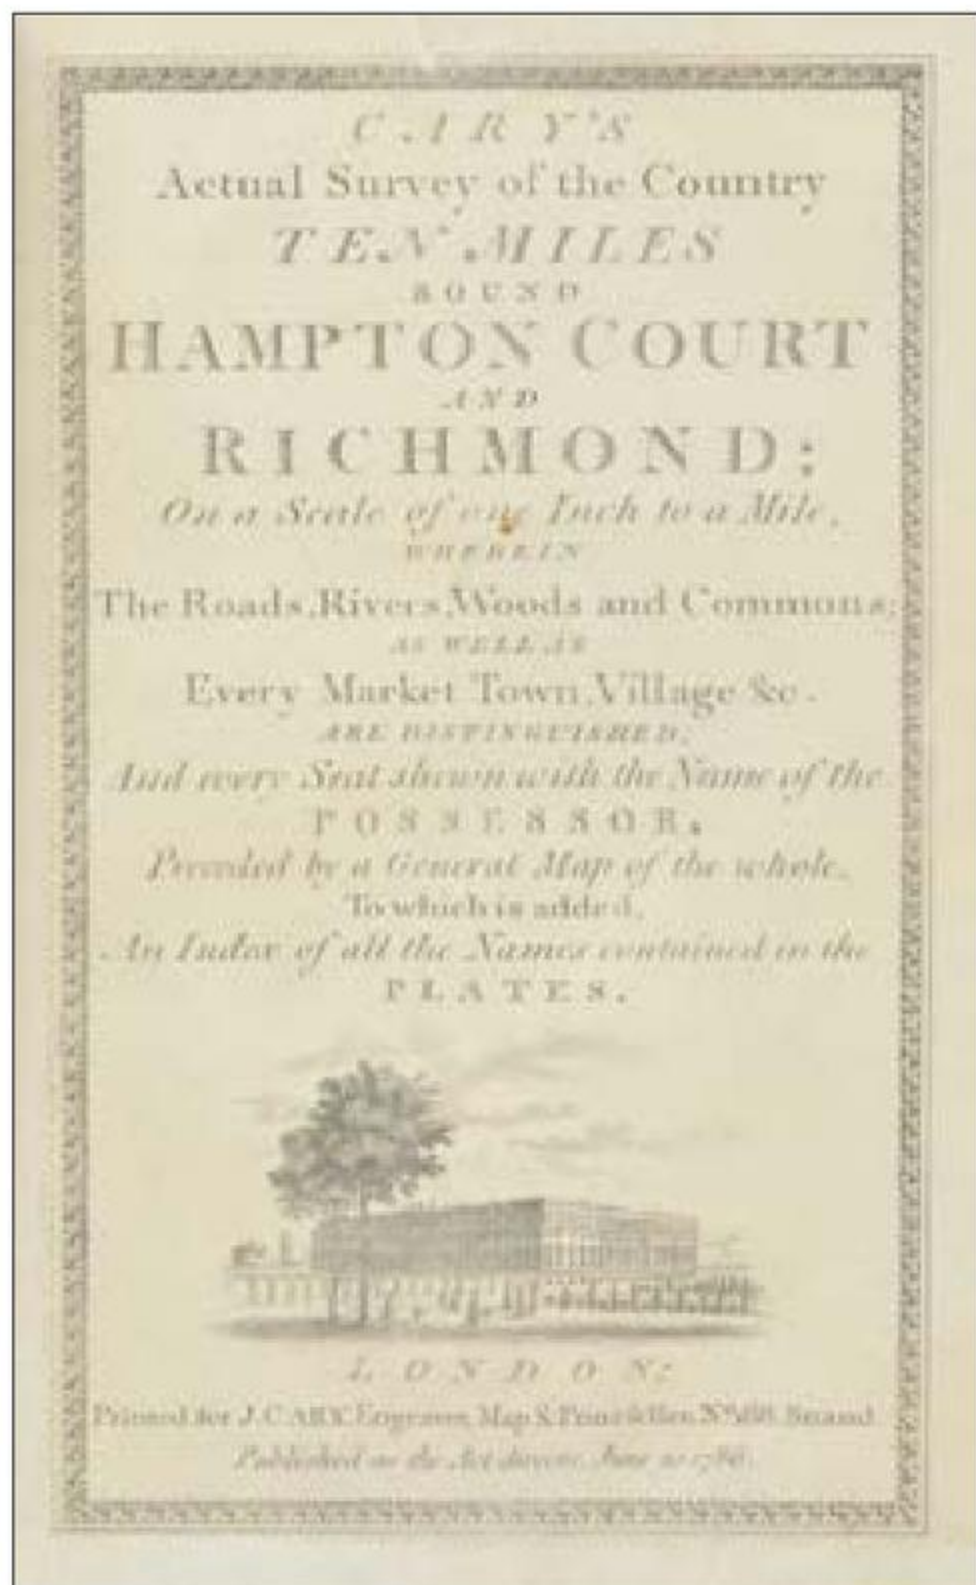 CARY'S
Actual Survey of the Country
TEN MILES
ROUND
HAMPTON COURT
AND
RICHMOND:
On a Scale of one Inch to a Mile,
WHEREIN
The Roads, Rivers, Woods and Commons;
AS WELL AS
Every Market Town, Village &c.
ARE DISTINGUISHED,
And every Seat shewn with the Name of the
POSSESSOR.
Preceded by a General Map of the whole.
To which is added,
An Index of all the Names contained in the
PLATES.
LONDON:
Printed for J. CARY, Engraver, Map & Printseller, Strand
Published as the Act directs, June 1786.